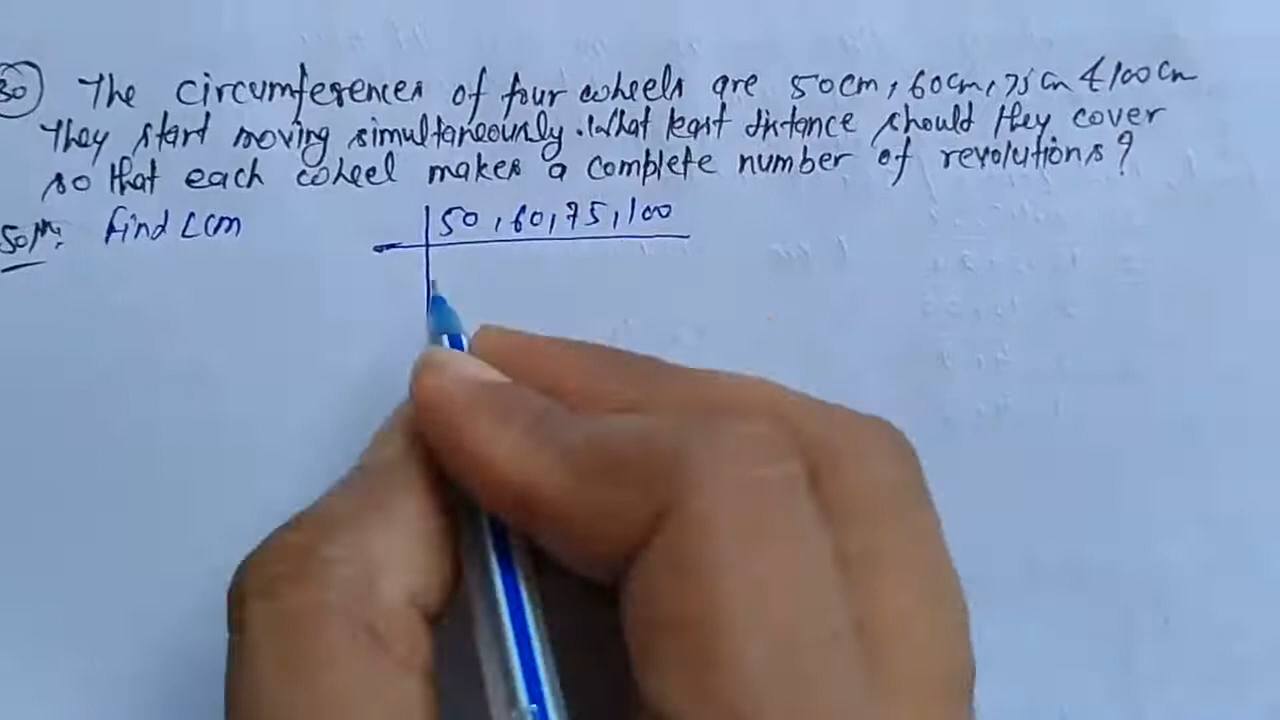 30) The circumferences of four wheels are 50cm, 60cm, 75cm & 100cm
They start moving simultaneously. What least distance should they cover
so that each wheel makes a complete number of revolutions?
Soln: Find LCM
50, 60, 75, 100